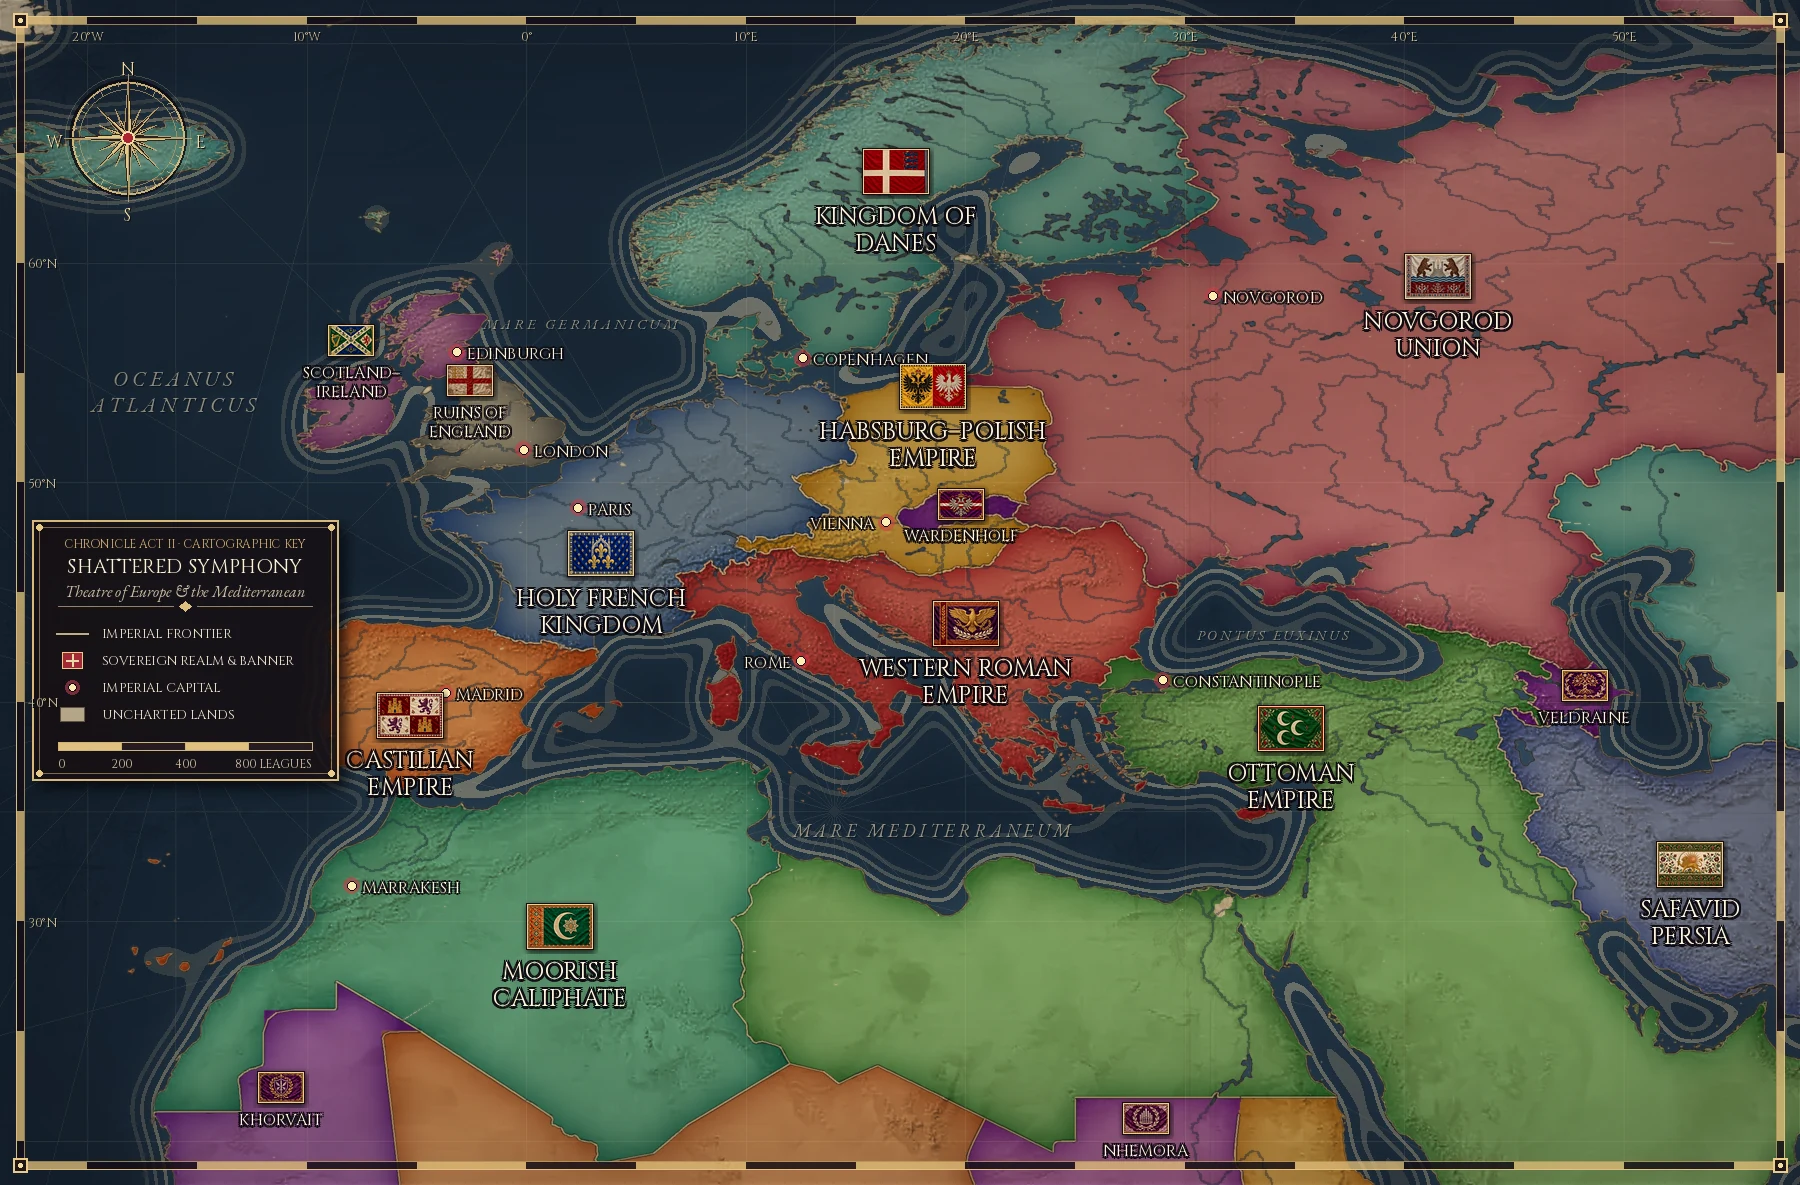 20°W
10°W
0°
10°E
20°E
30°E
40°E
50°E
N
W
E
S
KINGDOM OF
DANES
60°N
NOVGOROD
NOVGOROD
UNION
MARE GERMANICUM
EDINBURGH
COPENHAGEN
SCOTLAND–
IRELAND
OCEANUS
ATLANTICUS
RUINS OF
ENGLAND
LONDON
HABSBURG–POLISH
EMPIRE
50°N
PARIS
VIENNA
WARDENHOLF
HOLY FRENCH
KINGDOM
CHRONICLE ACT II · CARTOGRAPHIC KEY
SHATTERED SYMPHONY
Theatre of Europe & the Mediterranean
IMPERIAL FRONTIER
SOVEREIGN REALM & BANNER
IMPERIAL CAPITAL
UNCHARTED LANDS
0
200
400
800 LEAGUES
PONTUS EUXINUS
ROME
WESTERN ROMAN
EMPIRE
CONSTANTINOPLE
MADRID
VELDRAINE
CASTILIAN
EMPIRE
OTTOMAN
EMPIRE
MARE MEDITERRANEUM
MARRAKESH
SAFAVID
PERSIA
30°N
MOORISH
CALIPHATE
KHORVAIT
NHEMORA